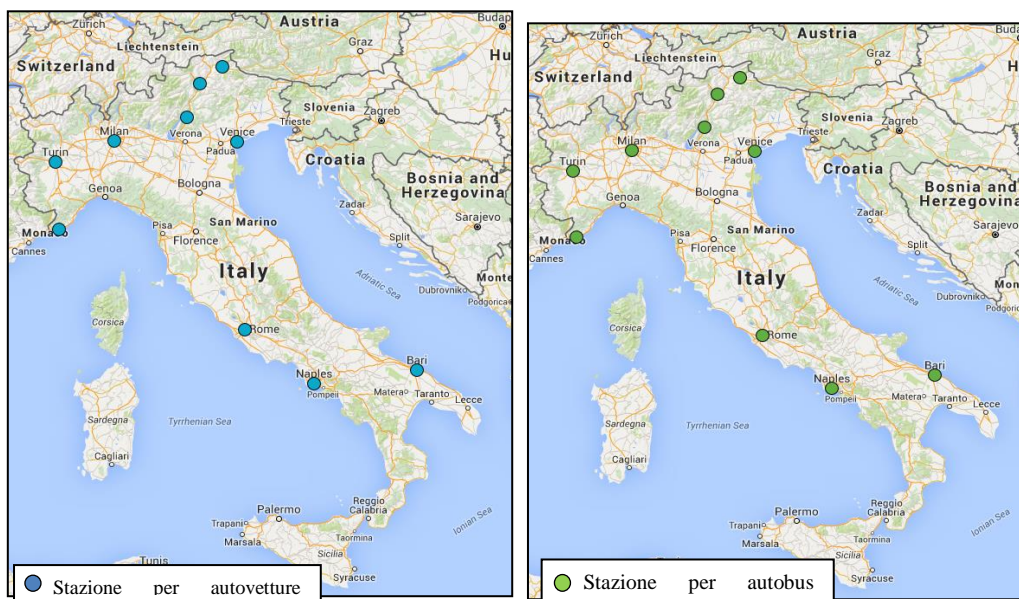 Zürich
Austria
Budap
Liechtenstein
Graz
Hu
Switzerland
Slovenia
Zagreb
Milan
Verona
Venice
Trieste
Padua
Turin
Croatia
Genoa
Bologna
Bosnia and
Herzegovina
Monaco
San Marino
Zadar
Sarajevo
Cannes
Pisa
Florence
Split
Italy
Adriatic Sea
Monte
Dubrovnik
Podgorica
Corsica
Rome
Bari
Naples
Pompeii
Matera
Taranto
Lecce
Sardegna
Tyrrhenian Sea
Cagliari
Palermo
Reggio
Calabria
Ionian Sea
Trapani
Marsala
Taormina
Sicilia
Tunis
Syracuse
Stazione per autovetture
Zürich
Austria
Buda
Liechtenstein
Graz
H
Switzerland
Slovenia
Zagreb
Milan
Verona
Venice
Trieste
Padua
Turin
Croatia
Genoa
Bologna
Bosnia and
Herzegovina
Monaco
San Marino
Zadar
Sarajevo
Cannes
Pisa
Florence
Split
Italy
Adriatic Sea
Mon
Dubrovnik
Podgor
Corsica
Rome
Bari
Naples
Pompeii
Matera
Taranto
Lecce
Sardegna
Tyrrhenian Sea
Cagliari
Palermo
Reggio
Calabria
Ionian Sea
Trapani
Marsala
Taormina
Sicilia
Syracuse
Stazione per autobus